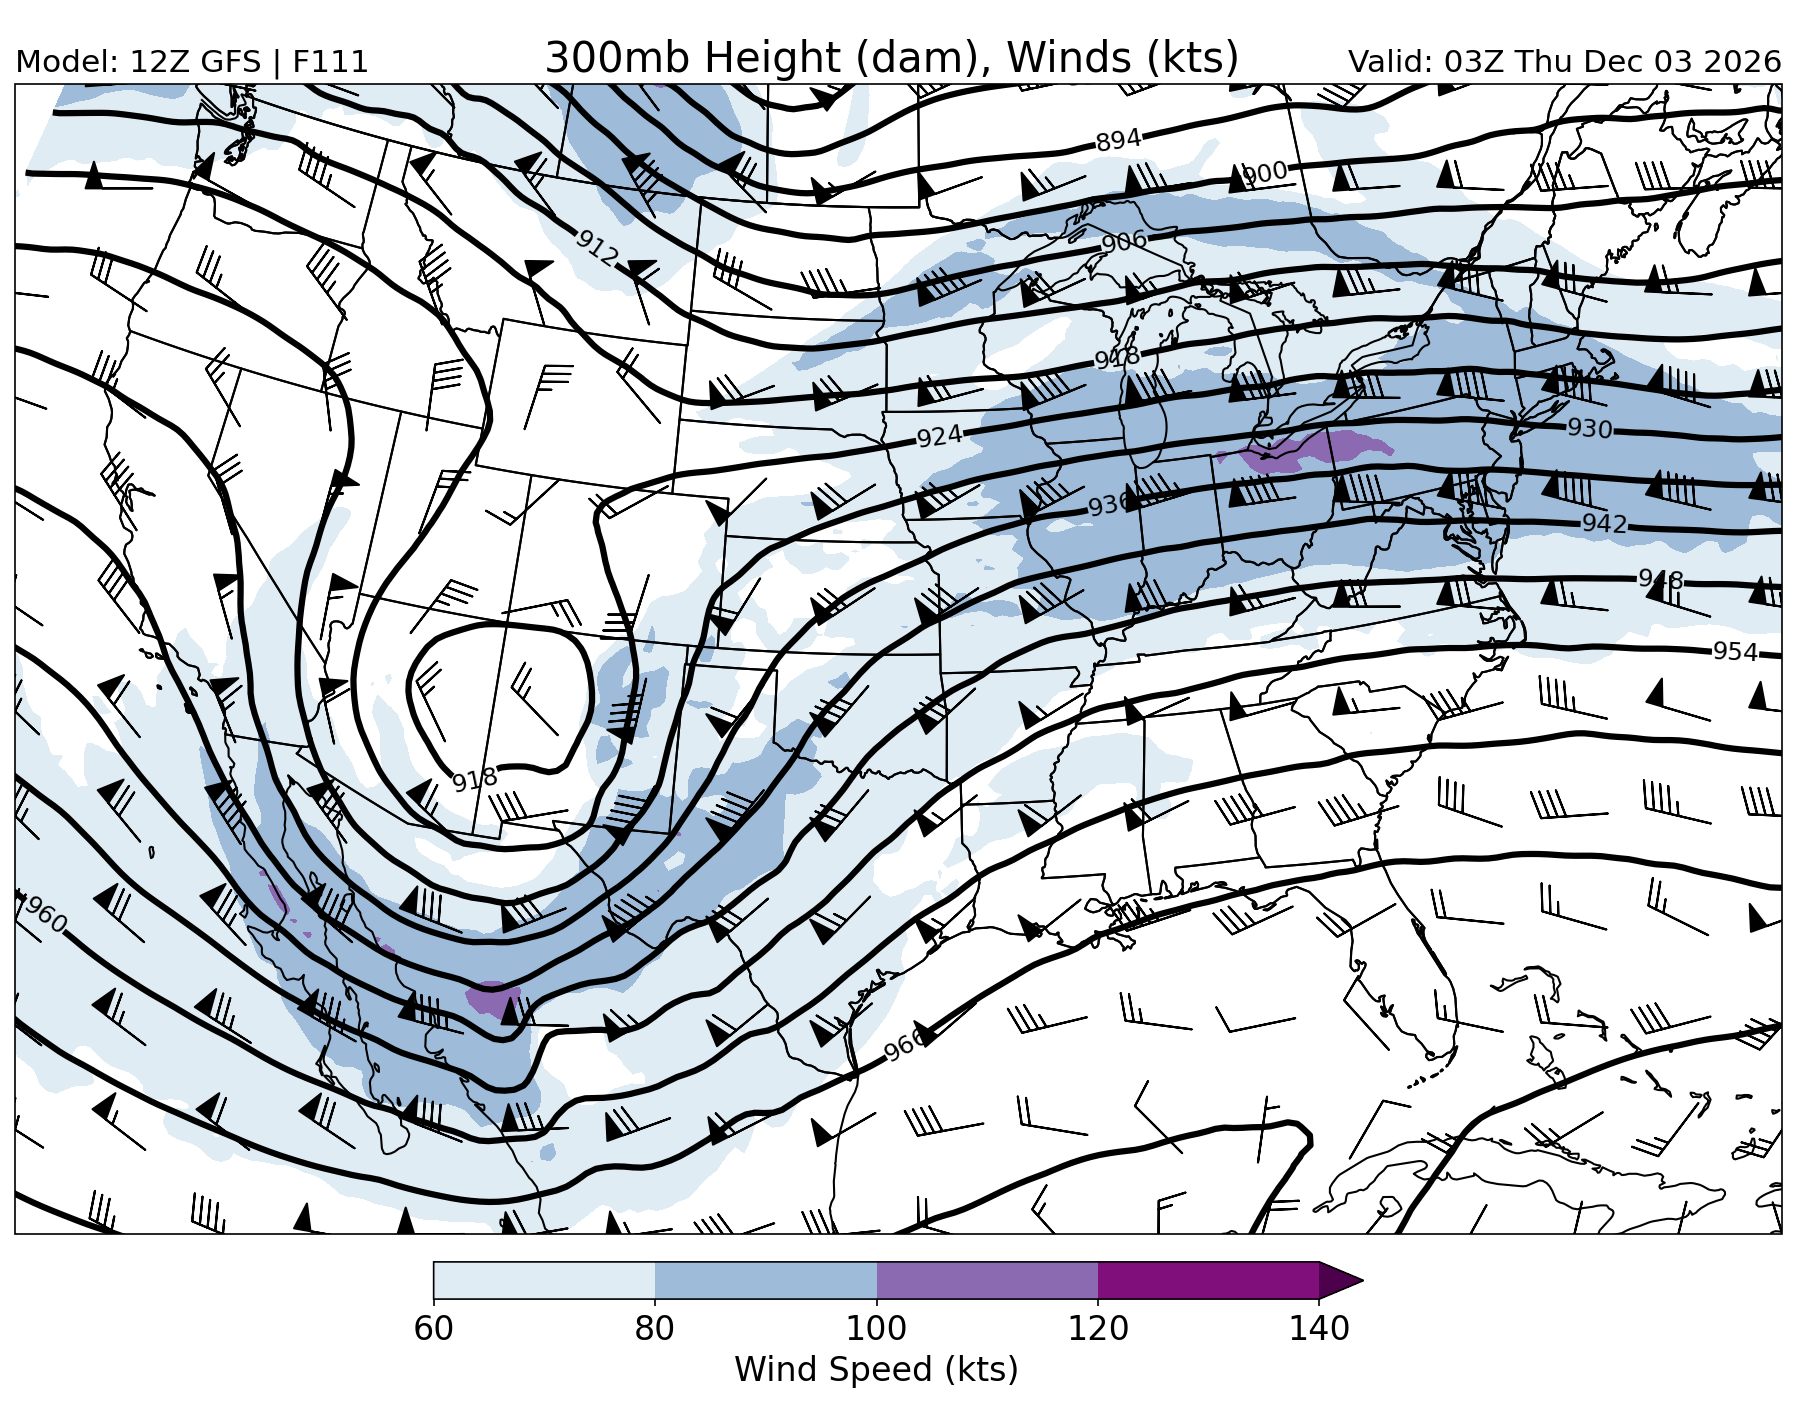 Model: 12Z GFS | F111
300mb Height (dam), Winds (kts)
Valid: 03Z Thu Dec 03 2026
894
900
906
912
918
924
930
936
942
948
954
918
960
966
60 80 100 120 140
Wind Speed (kts)